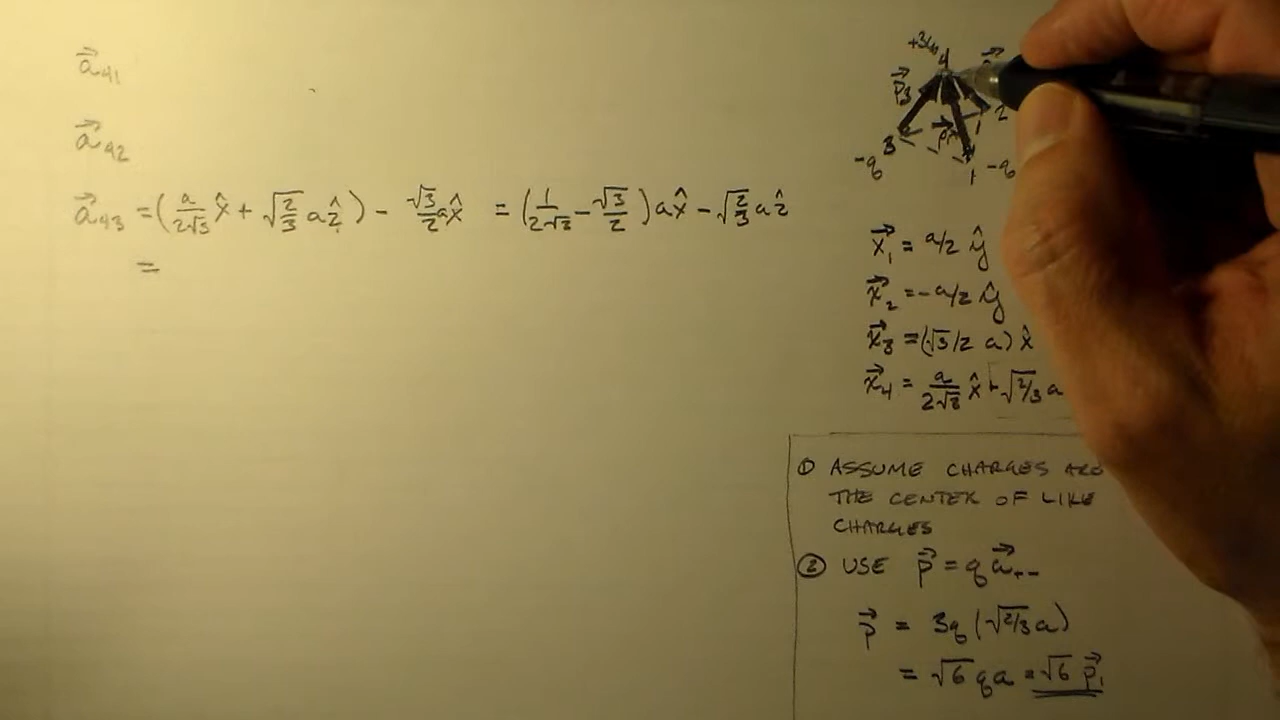 a⃗₄₁
a⃗₄₂
a⃗₄₃ = (a/2√3 x̂ + √(2/3) a ẑ) - √3/2 a x̂ = (1/2√3 - √3/2) a x̂ - √(2/3) a ẑ
=
+3q 4
p⃗₃
2
3 p⃗ 1
-q 1 -q
x⃗₁ = a/2 ŷ
x⃗₂ = -a/2 ŷ
x⃗₃ = (√3/2 a) x̂
x⃗₄ = a/2√3 x̂ + √2/3 a
① ASSUME CHARGES ARE
THE CENTER OF LIKE
CHARGES
② USE p⃗ = q a⃗₊₋
p⃗ = 3q (√2/3 a)
= √6 qa = √6 p⃗₁